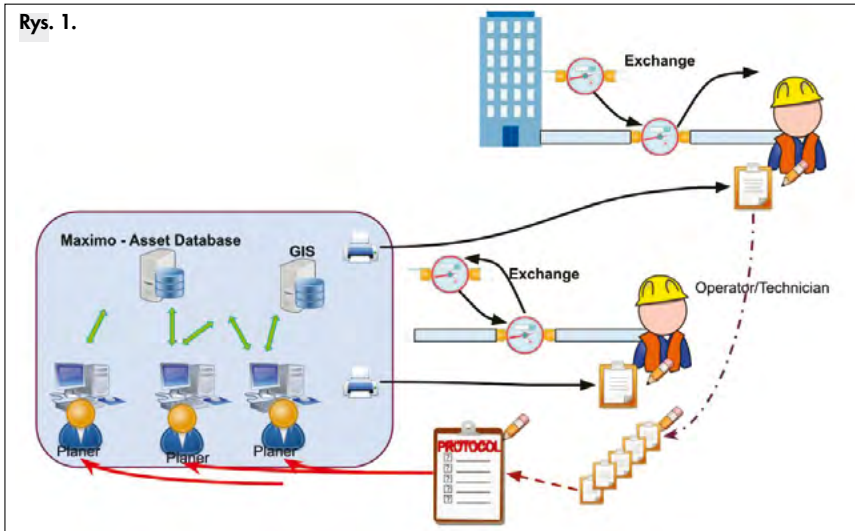 Rys. 1.
Exchange
Maximo - Asset Database
GIS
Exchange
Operator/Technician
Planer
Planer
Planer
PROTOCOL